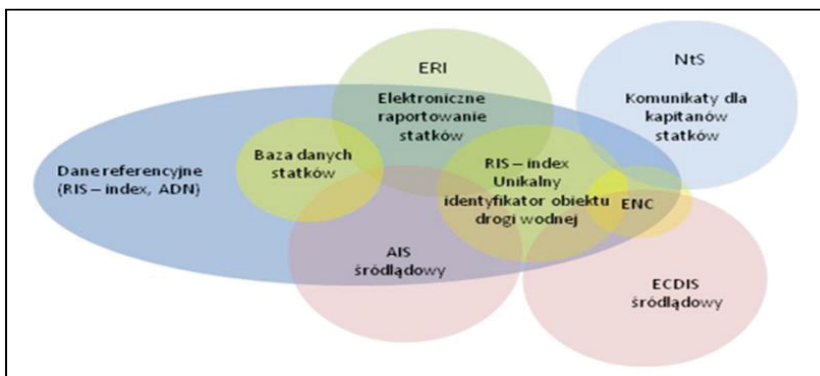 ERI
Elektroniczne
raportowanie
statków
NtS
Komunikaty dla
kapitanów
statków
Baza danych
statków
Dane referencyjne
(RIS – index, ADN)
RIS – index
Unikalny
identyfikator obiektu
drogi wodnej
ENC
AIS
śródlądowy
ECDIS
śródlądowy